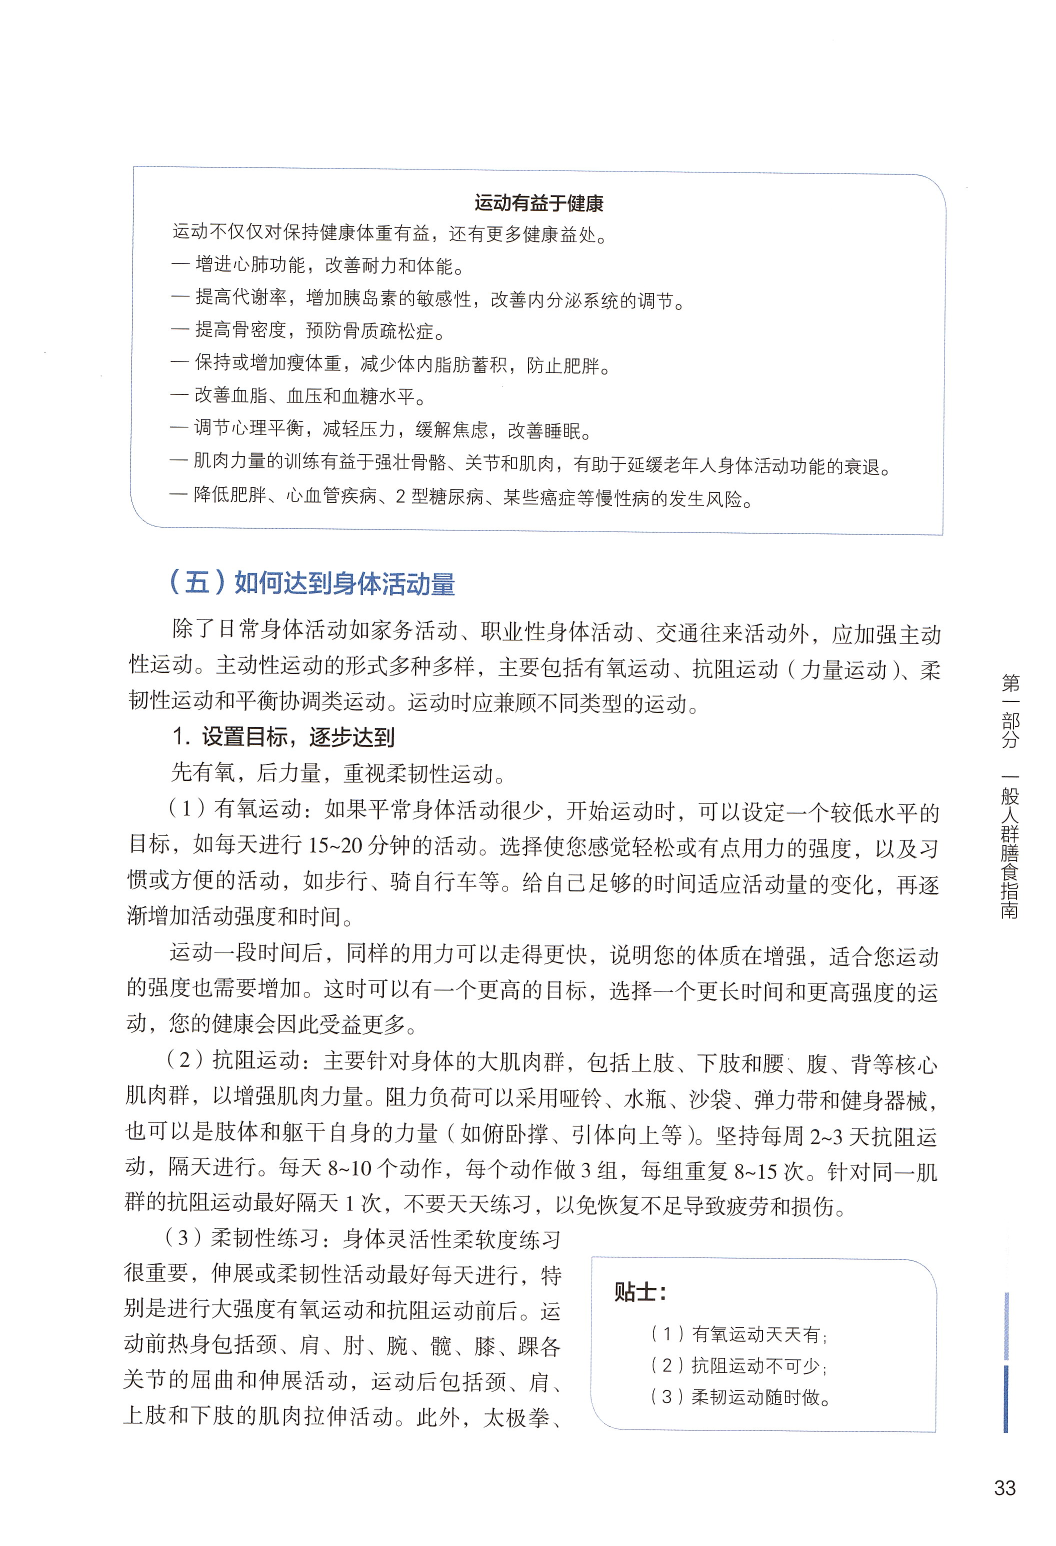 运动有益于健康
运动不仅仅对保持健康体重有益，还有更多健康益处。
— 增进心肺功能，改善耐力和体能。
— 提高代谢率，增加胰岛素的敏感性，改善内分泌系统的调节。
— 提高骨密度，预防骨质疏松症。
— 保持或增加瘦体重，减少体内脂肪蓄积，防止肥胖。
— 改善血脂、血压和血糖水平。
— 调节心理平衡，减轻压力，缓解焦虑，改善睡眠。
— 肌肉力量的训练有益于强壮骨骼、关节和肌肉，有助于延缓老年人身体活动功能的衰退。
— 降低肥胖、心血管疾病、2 型糖尿病、某些癌症等慢性病的发生风险。
（五）如何达到身体活动量
除了日常身体活动如家务活动、职业性身体活动、交通往来活动外，应加强主动
性运动。主动性运动的形式多种多样，主要包括有氧运动、抗阻运动（力量运动）、柔
韧性运动和平衡协调类运动。运动时应兼顾不同类型的运动。
1. 设置目标，逐步达到
先有氧，后力量，重视柔韧性运动。
（1）有氧运动：如果平常身体活动很少，开始运动时，可以设定一个较低水平的
目标，如每天进行 15~20 分钟的活动。选择使您感觉轻松或有点用力的强度，以及习
惯或方便的活动，如步行、骑自行车等。给自己足够的时间适应活动量的变化，再逐
渐增加活动强度和时间。
运动一段时间后，同样的用力可以走得更快，说明您的体质在增强，适合您运动
的强度也需要增加。这时可以有一个更高的目标，选择一个更长时间和更高强度的运
动，您的健康会因此受益更多。
（2）抗阻运动：主要针对身体的大肌肉群，包括上肢、下肢和腰、腹、背等核心
肌肉群，以增强肌肉力量。阻力负荷可以采用哑铃、水瓶、沙袋、弹力带和健身器械，
也可以是肢体和躯干自身的力量（如俯卧撑、引体向上等）。坚持每周 2~3 天抗阻运
动，隔天进行。每天 8~10 个动作，每个动作做 3 组，每组重复 8~15 次。针对同一肌
群的抗阻运动最好隔天 1 次，不要天天练习，以免恢复不足导致疲劳和损伤。
（3）柔韧性练习：身体灵活性柔软度练习
很重要，伸展或柔韧性活动最好每天进行，特
别是进行大强度有氧运动和抗阻运动前后。运
动前热身包括颈、肩、肘、腕、髋、膝、踝各
关节的屈曲和伸展活动，运动后包括颈、肩、
上肢和下肢的肌肉拉伸活动。此外，太极拳、
贴士：
（1）有氧运动天天有；
（2）抗阻运动不可少；
（3）柔韧运动随时做。
第一部分 一般人群膳食指南
33